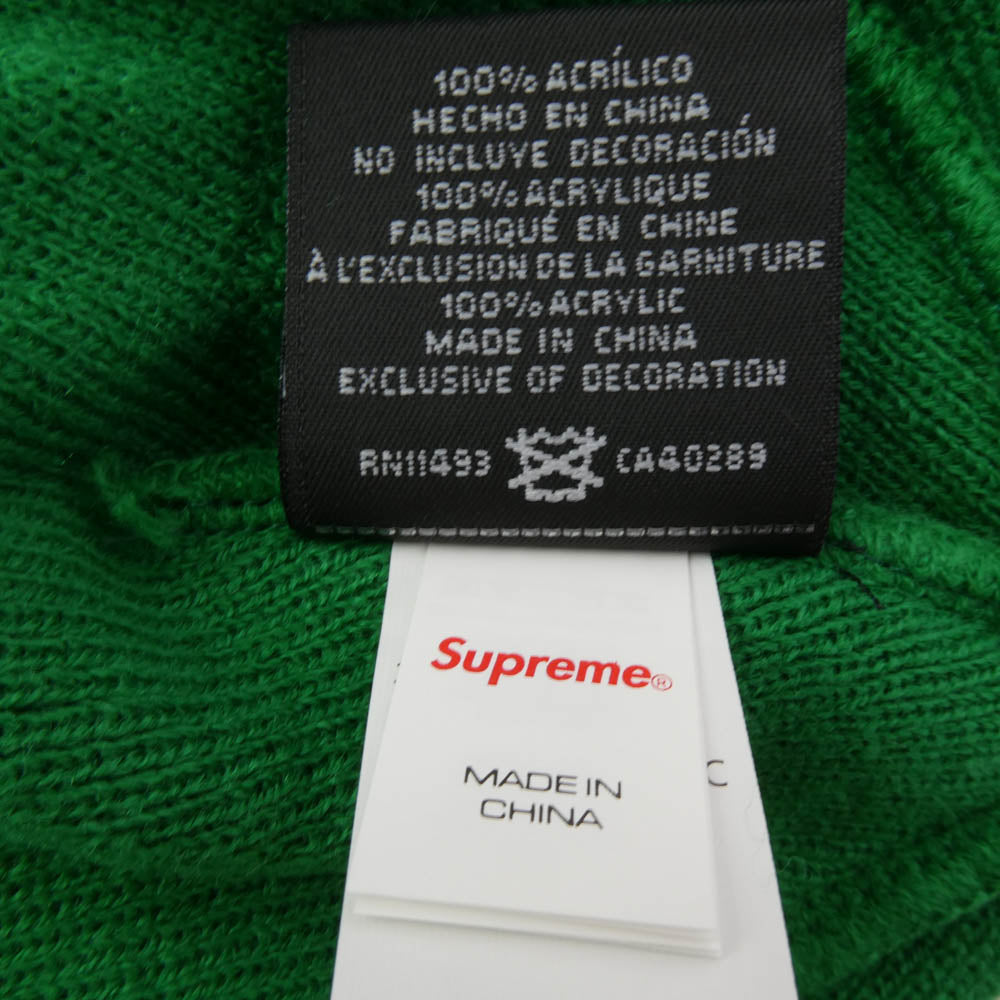 100% ACRÍLICO
HECHO EN CHINA
NO INCLUYE DECORACIÓN
100% ACRYLIQUE
FABRIQUÉ EN CHINE
À L'EXCLUSION DE LA GARNITURE
100% ACRYLIC
MADE IN CHINA
EXCLUSIVE OF DECORATION
RN11493 CA40289
Supreme®
MADE IN
CHINA
C